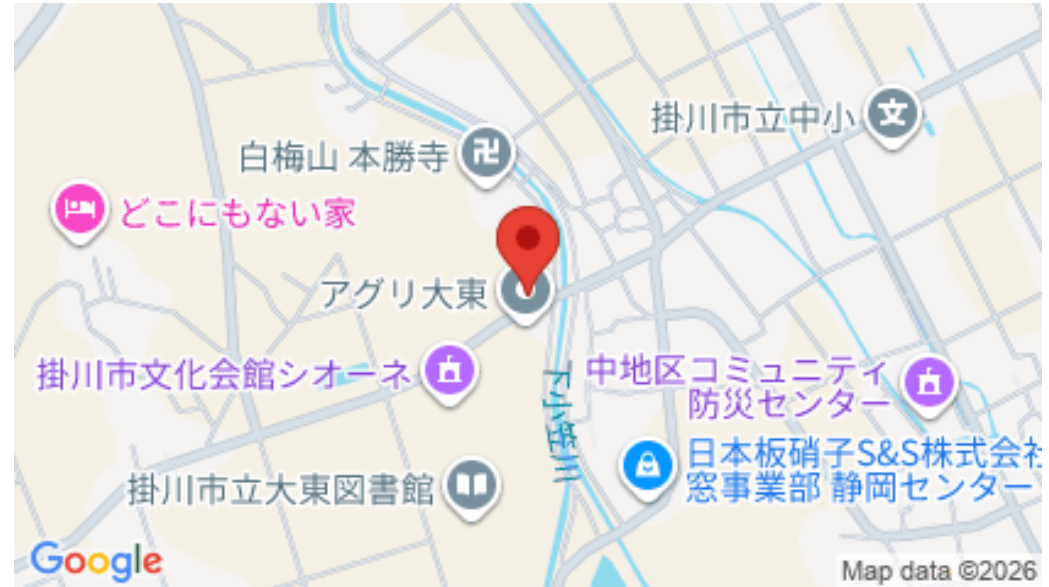 掛川市立中小
文
白梅山 本勝寺
卍
どこにもない家
アグリ大東
掛川市文化会館シオーネ
中地区コミュニティ
防災センター
下小笠川
日本板硝子S&S株式会社
窓事業部 静岡センター
掛川市立大東図書館
Google
Map data ©2026